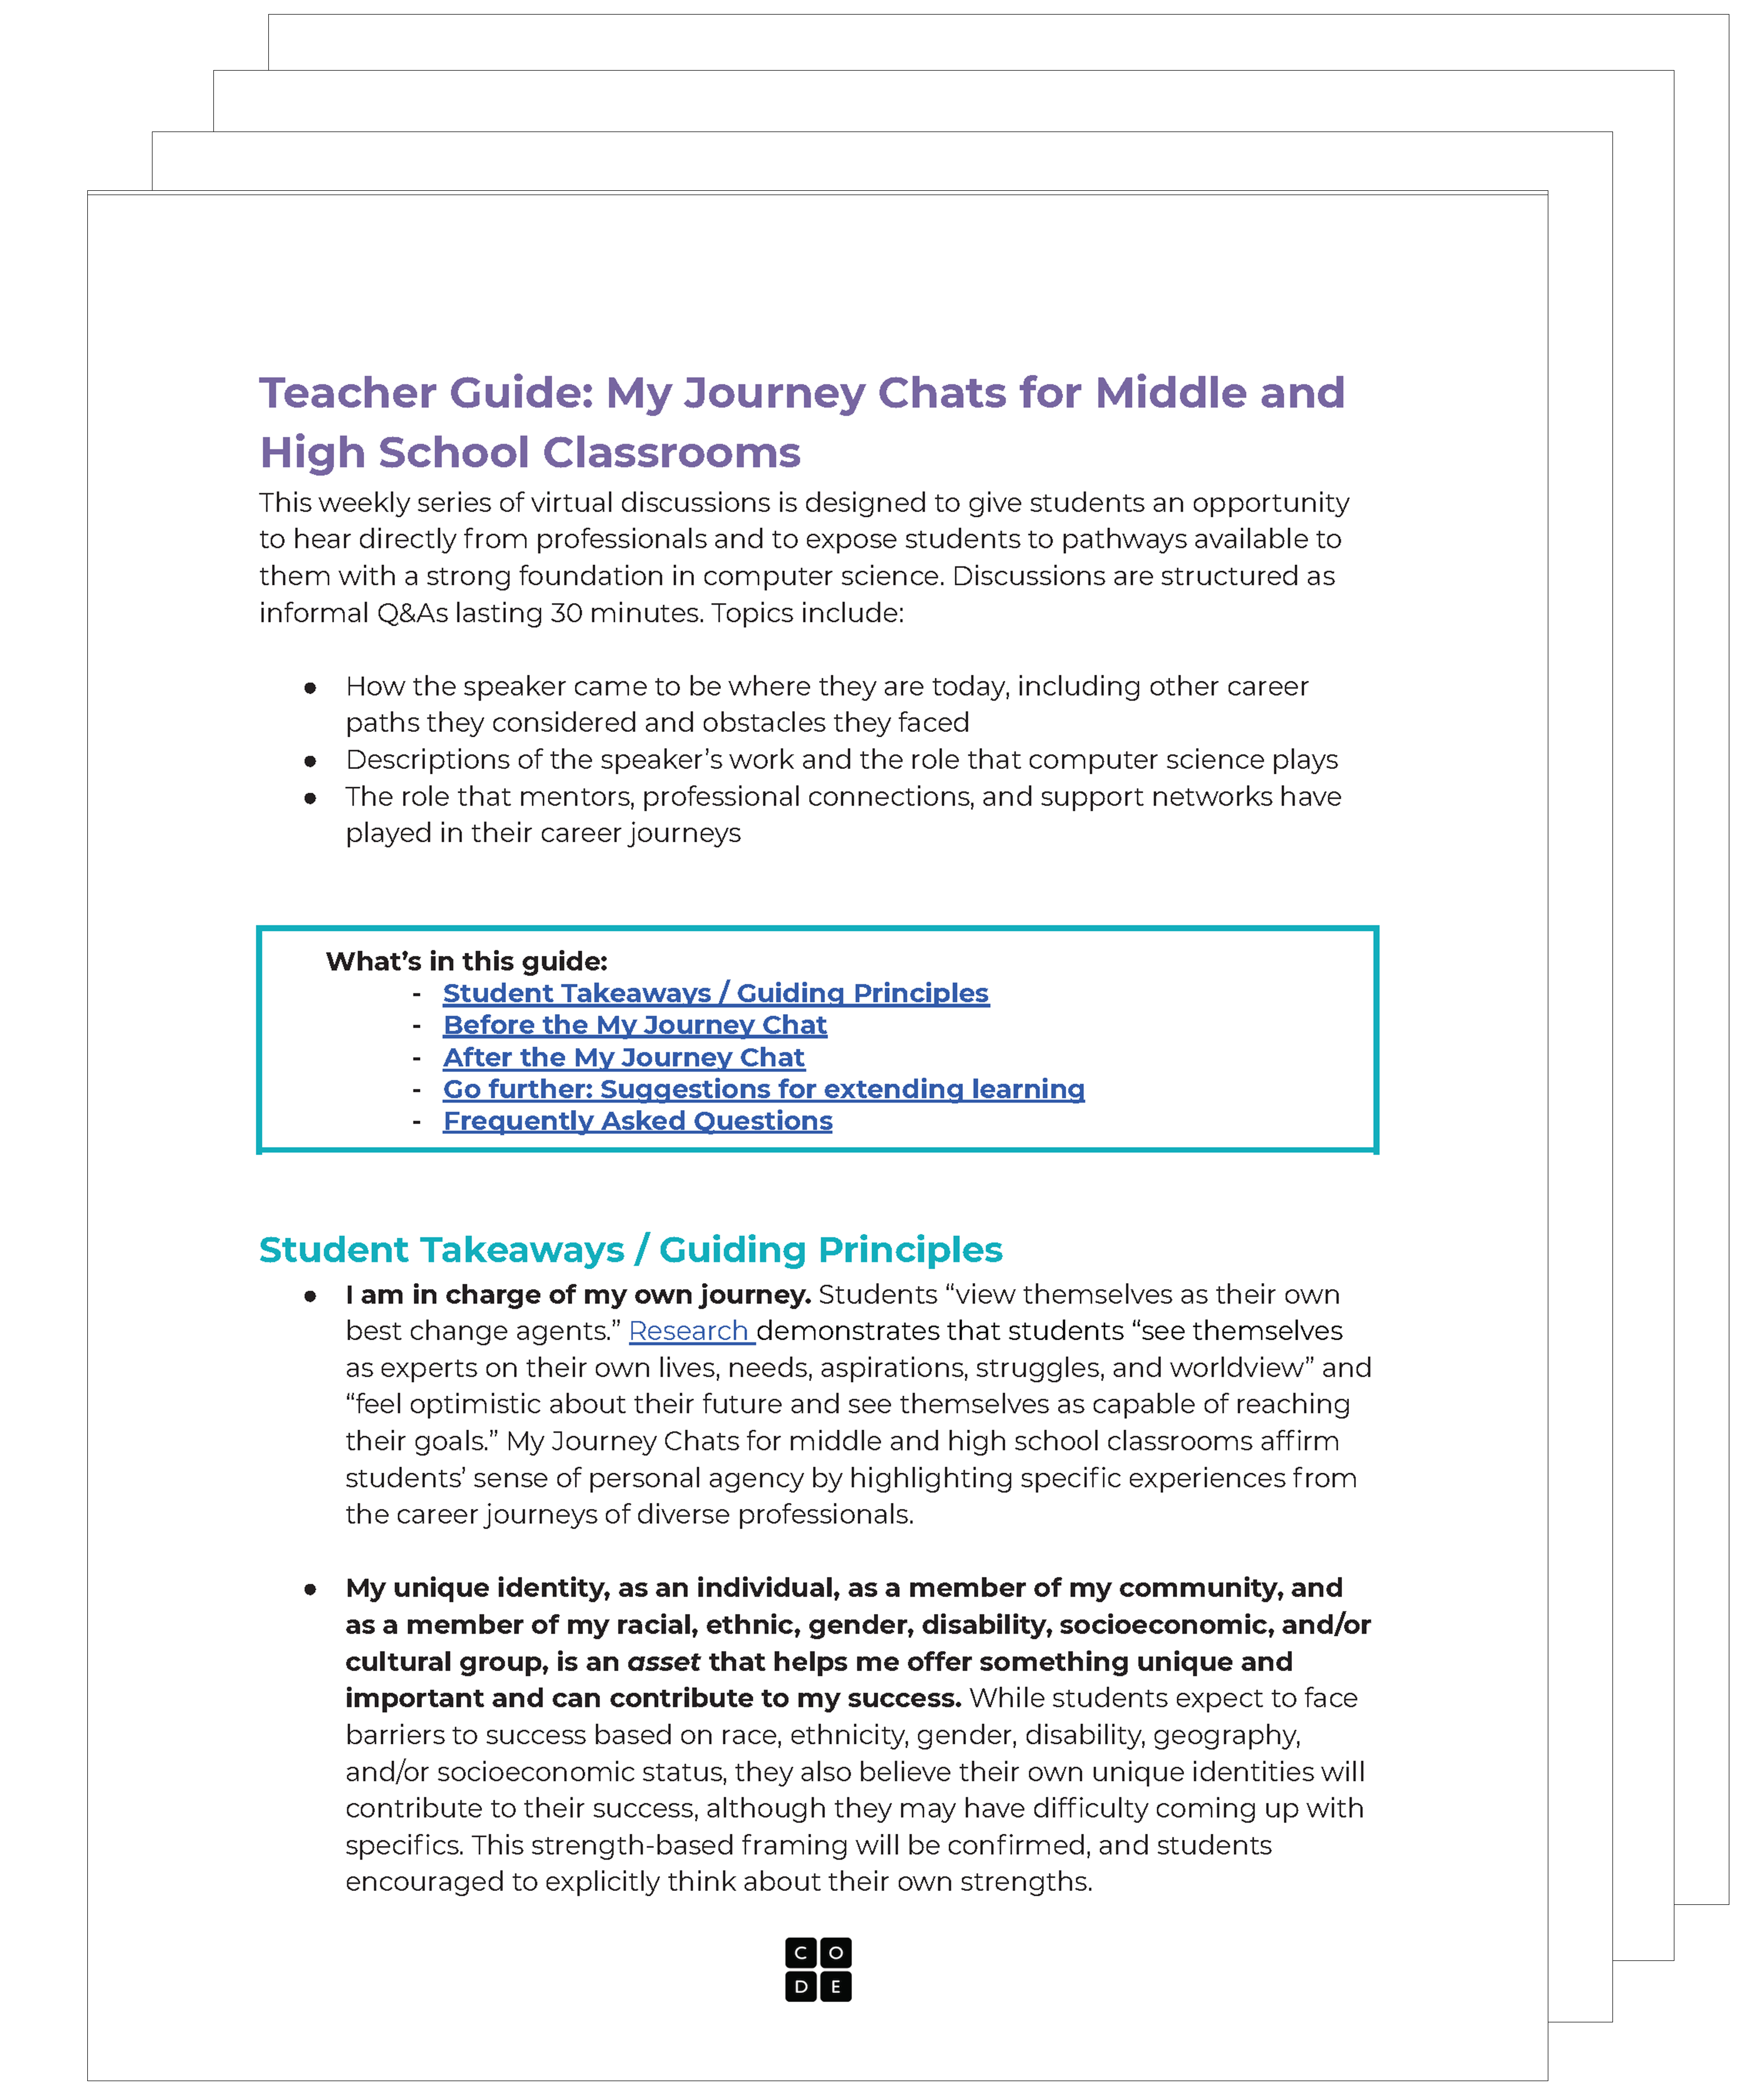 Teacher Guide: My Journey Chats for Middle and
High School Classrooms
This weekly series of virtual discussions is designed to give students an opportunity
to hear directly from professionals and to expose students to pathways available to
them with a strong foundation in computer science. Discussions are structured as
informal Q&As lasting 30 minutes. Topics include:
● How the speaker came to be where they are today, including other career
paths they considered and obstacles they faced
● Descriptions of the speaker’s work and the role that computer science plays
● The role that mentors, professional connections, and support networks have
played in their career journeys
What’s in this guide:
- Student Takeaways / Guiding Principles
- Before the My Journey Chat
- After the My Journey Chat
- Go further: Suggestions for extending learning
- Frequently Asked Questions
Student Takeaways / Guiding Principles
● I am in charge of my own journey. Students “view themselves as their own
best change agents.” Research demonstrates that students “see themselves
as experts on their own lives, needs, aspirations, struggles, and worldview” and
“feel optimistic about their future and see themselves as capable of reaching
their goals.” My Journey Chats for middle and high school classrooms affirm
students’ sense of personal agency by highlighting specific experiences from
the career journeys of diverse professionals.
● My unique identity, as an individual, as a member of my community, and
as a member of my racial, ethnic, gender, disability, socioeconomic, and/or
cultural group, is an asset that helps me offer something unique and
important and can contribute to my success. While students expect to face
barriers to success based on race, ethnicity, gender, disability, geography,
and/or socioeconomic status, they also believe their own unique identities will
contribute to their success, although they may have difficulty coming up with
specifics. This strength-based framing will be confirmed, and students
encouraged to explicitly think about their own strengths.
C O
D E